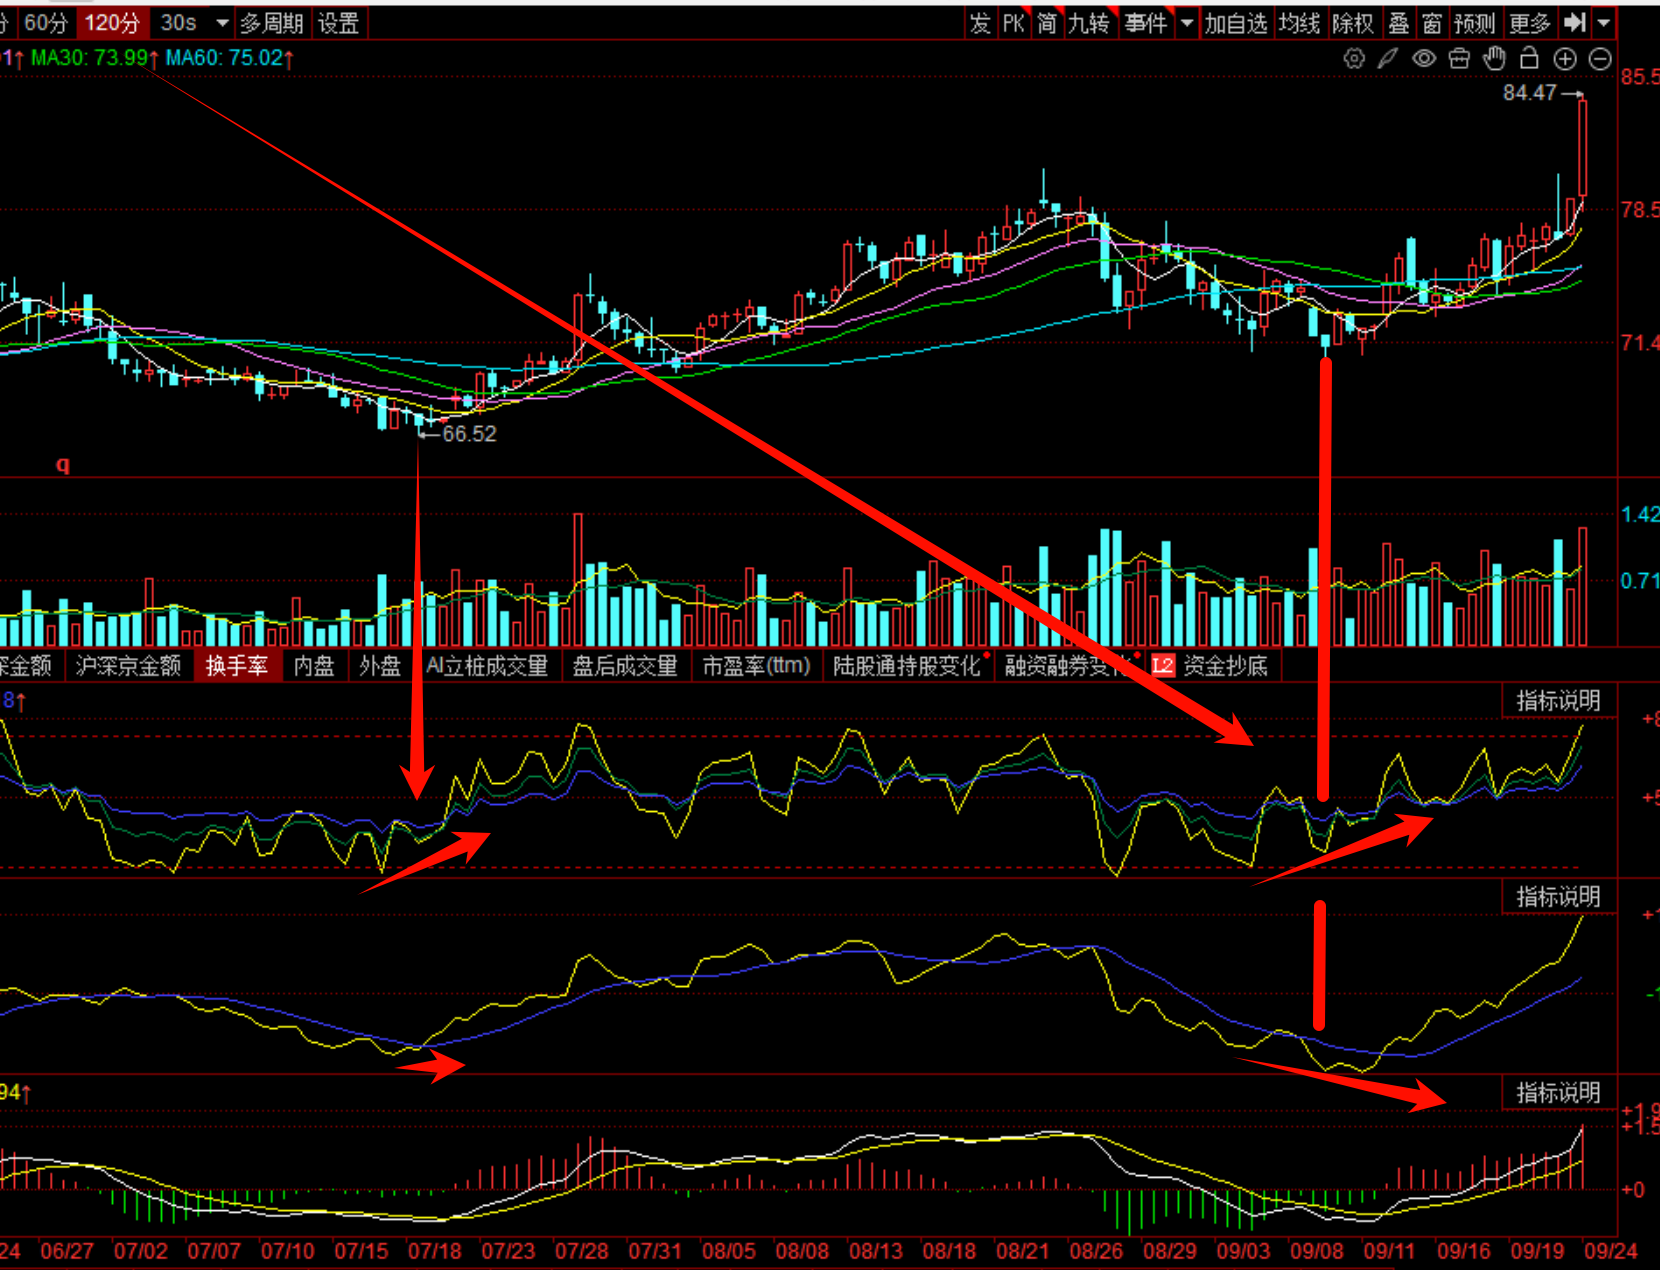 分 60分 120分 30s 多周期 设置 发 PK 简 九转 事件 加自选 均线 除权 叠 窗 预测 更多
1↑ MA30: 73.99↑ MA60: 75.02↑
85.5
84.47
78.5
71.4
66.52
q
1.42
0.71
深金额 沪深京金额 换手率 内盘 外盘 AI立桩成交量 盘后成交量 市盈率(ttm) 陆股通持股变化 融资融券变化 L2 资金抄底
8↑ 指标说明
+8
+5
指标说明
+1
-1
94↑ 指标说明
+1.9
+1.5
+0
24 06/27 07/02 07/07 07/10 07/15 07/18 07/23 07/28 07/31 08/05 08/08 08/13 08/18 08/21 08/26 08/29 09/03 09/08 09/11 09/16 09/19 09/24